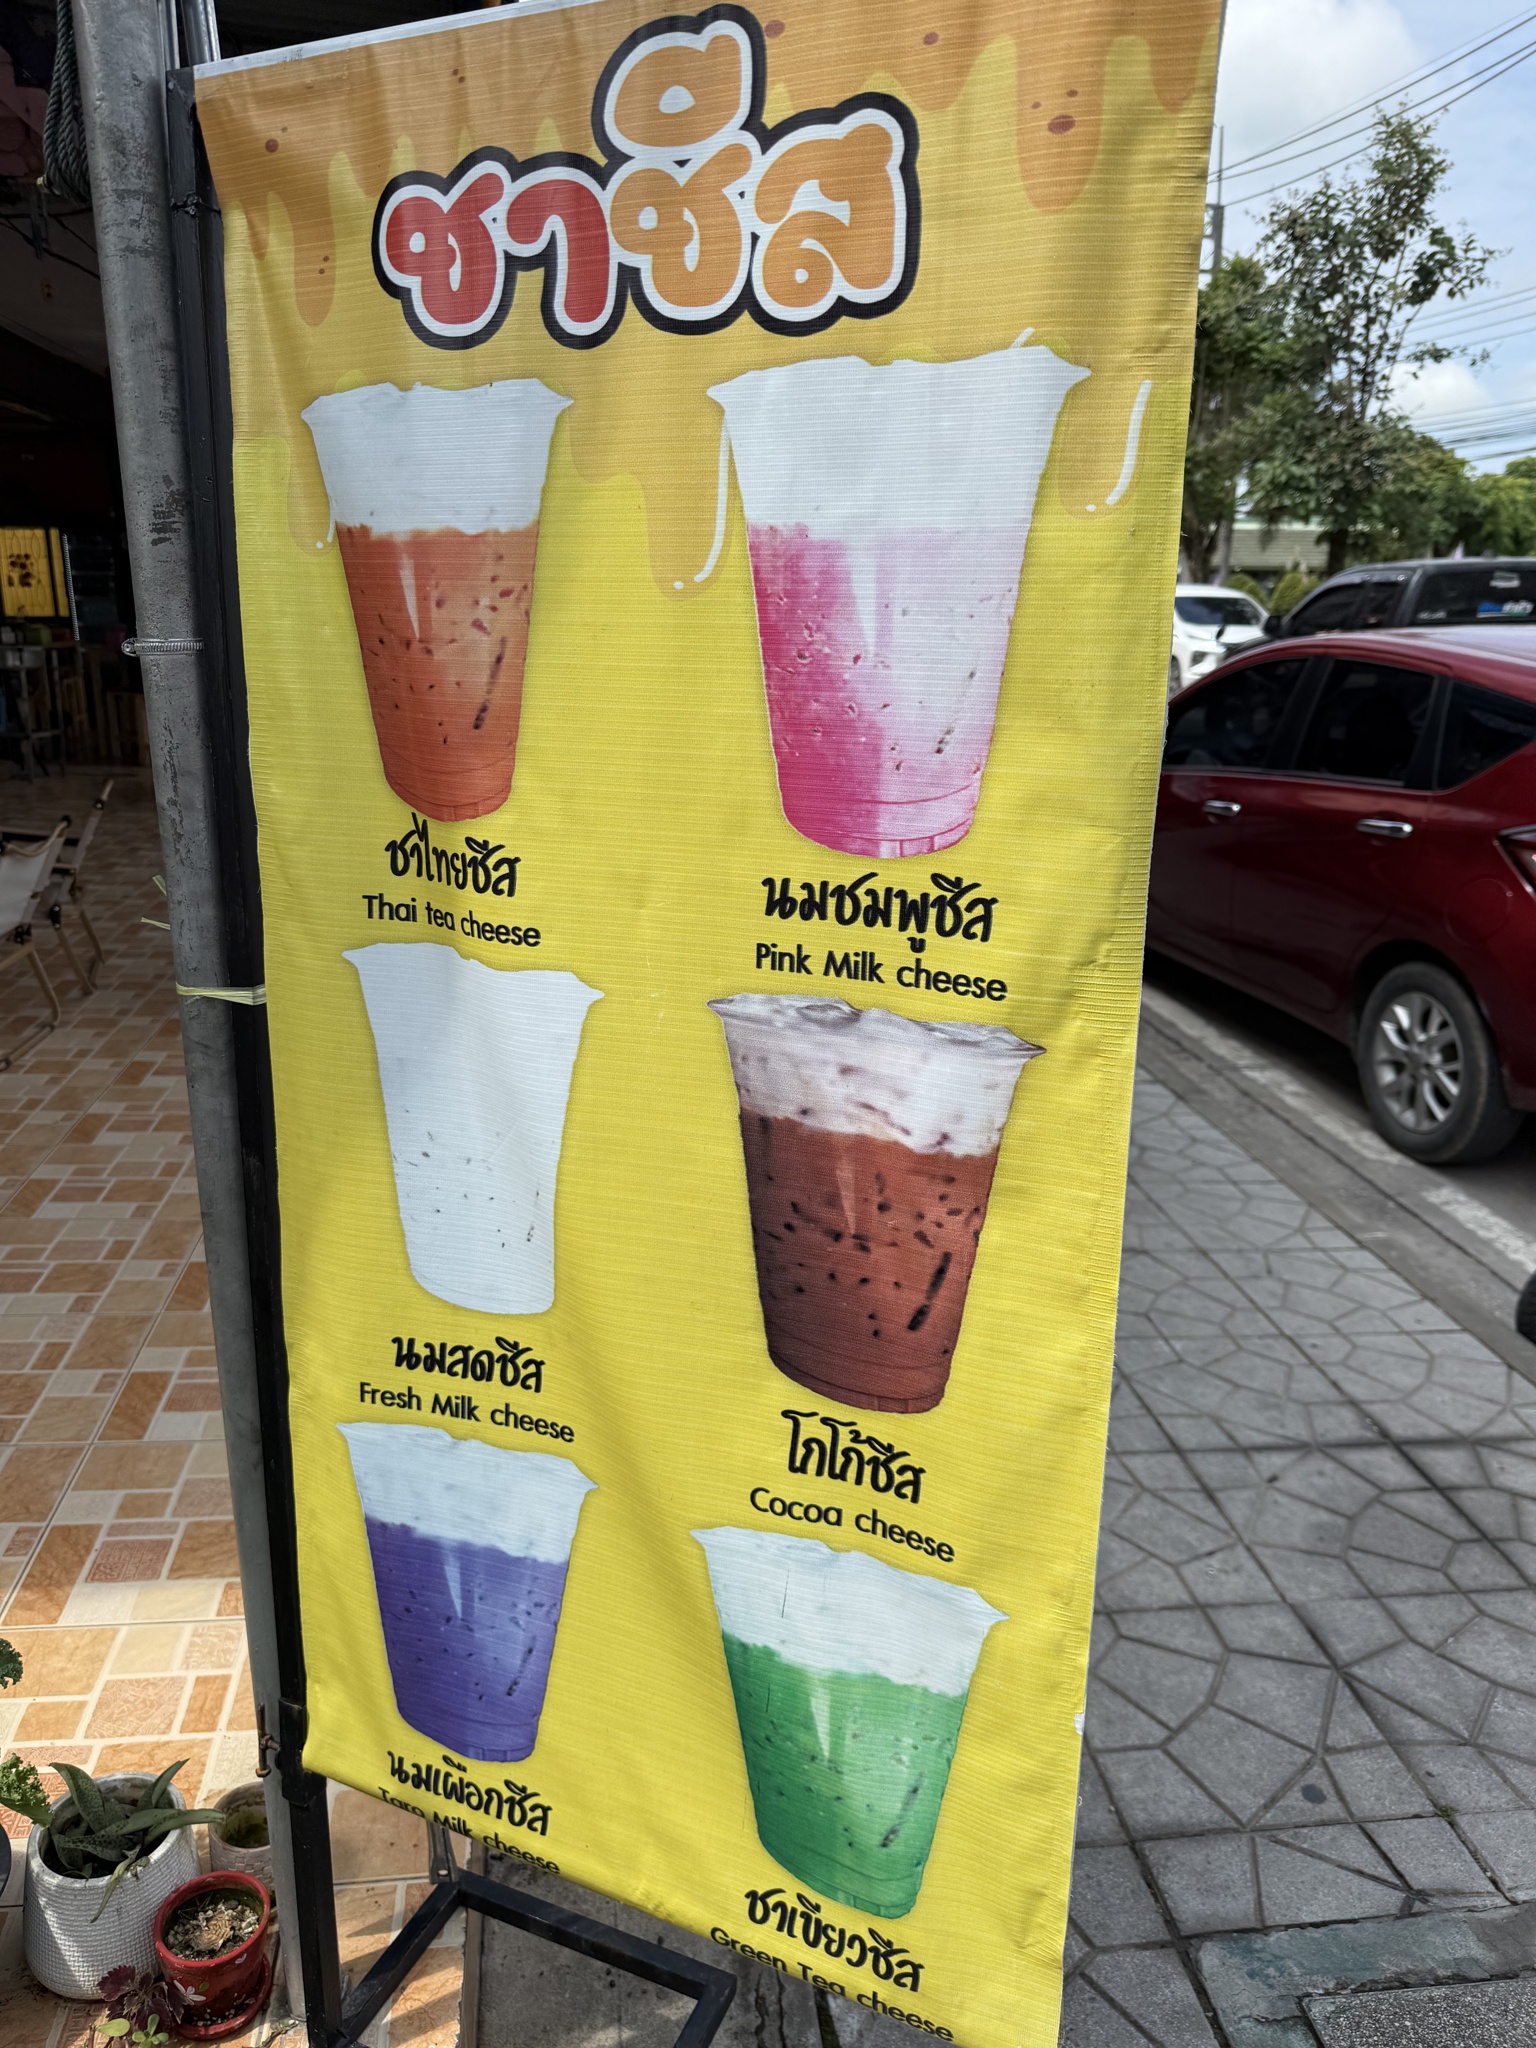 ชาชีส
ชาไทยชีส
Thai tea cheese
นมชมพูชีส
Pink Milk cheese
นมสดชีส
Fresh Milk cheese
โกโก้ชีส
Cocoa cheese
นมเผือกชีส
Taro Milk cheese
ชาเขียวชีส
Green Tea cheese